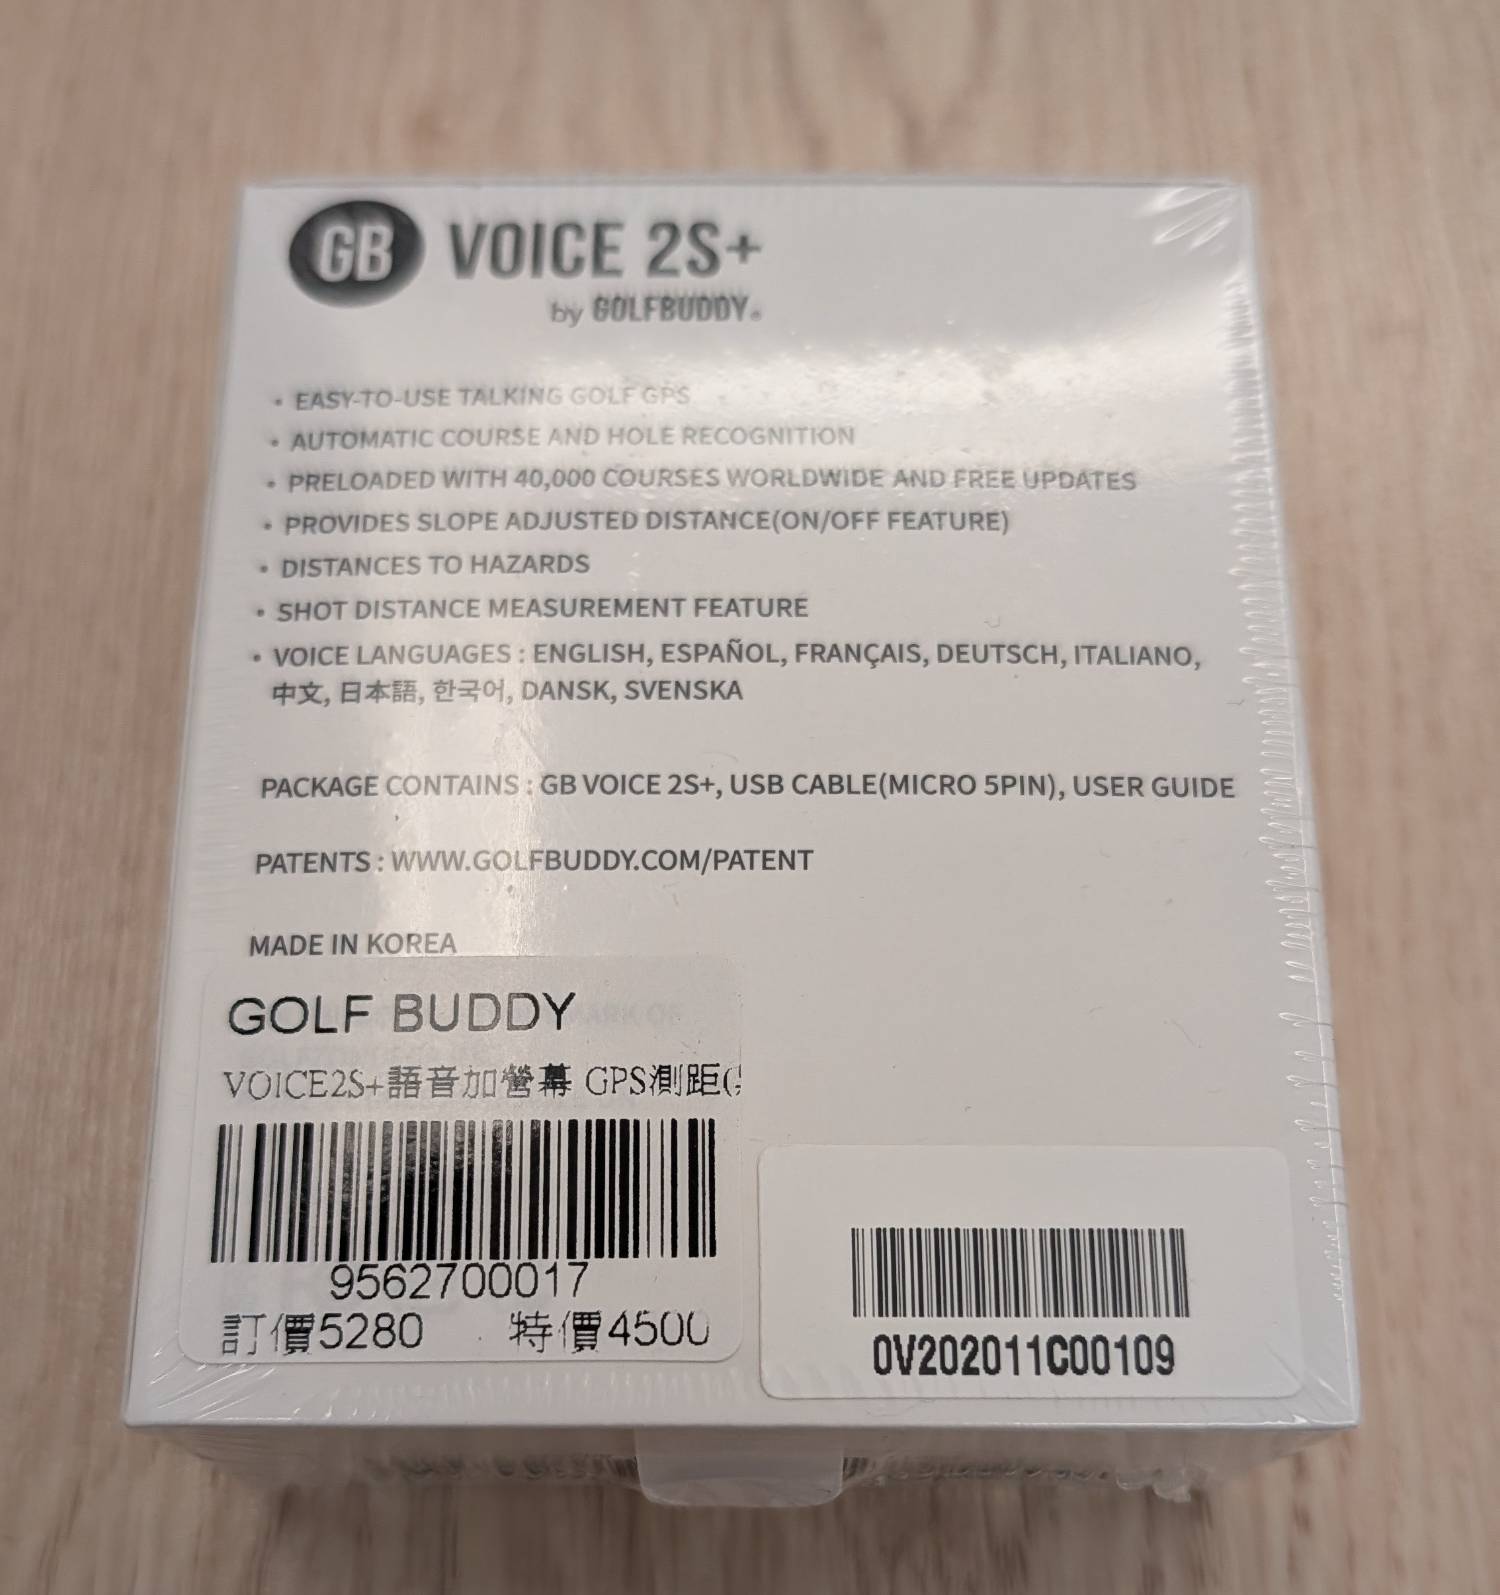 GB VOICE 2S+
by GOLFBUDDY®
• EASY-TO-USE TALKING GOLF GPS
• AUTOMATIC COURSE AND HOLE RECOGNITION
• PRELOADED WITH 40,000 COURSES WORLDWIDE AND FREE UPDATES
• PROVIDES SLOPE ADJUSTED DISTANCE(ON/OFF FEATURE)
• DISTANCES TO HAZARDS
• SHOT DISTANCE MEASUREMENT FEATURE
• VOICE LANGUAGES : ENGLISH, ESPAÑOL, FRANÇAIS, DEUTSCH, ITALIANO,
中文, 日本語, 한국어, DANSK, SVENSKA
PACKAGE CONTAINS : GB VOICE 2S+, USB CABLE(MICRO 5PIN), USER GUIDE
PATENTS : WWW.GOLFBUDDY.COM/PATENT
MADE IN KOREA
GOLF BUDDY
VOICE2S+語音加螢幕 GPS測距(
9562700017
訂價5280 特價4500
0V202011C00109